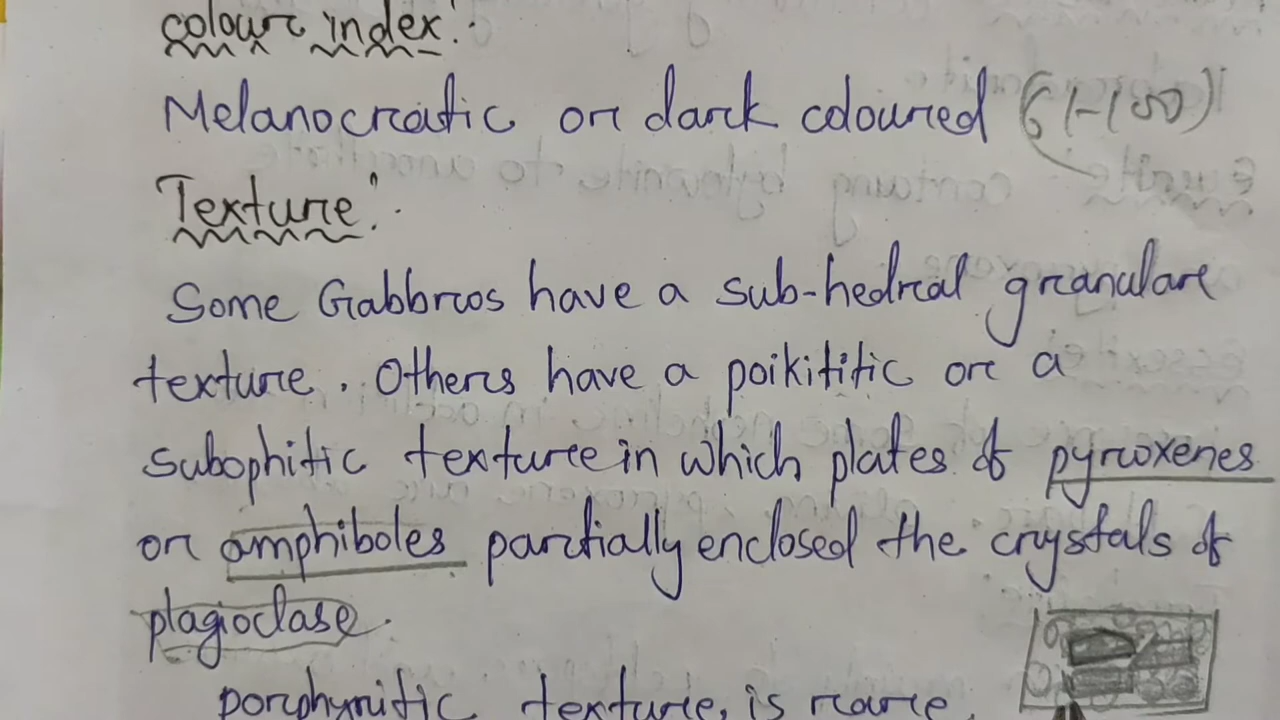 colour index:
Melanocratic or dark coloured (61-100)
Texture:
Some Gabbros have a sub-hedral granular
texture. Others have a poikititic or a
subophitic texture in which plates of pyroxenes
or amphiboles partially enclosed the crystals of
plagioclase.
porphyritic texture, is rare.